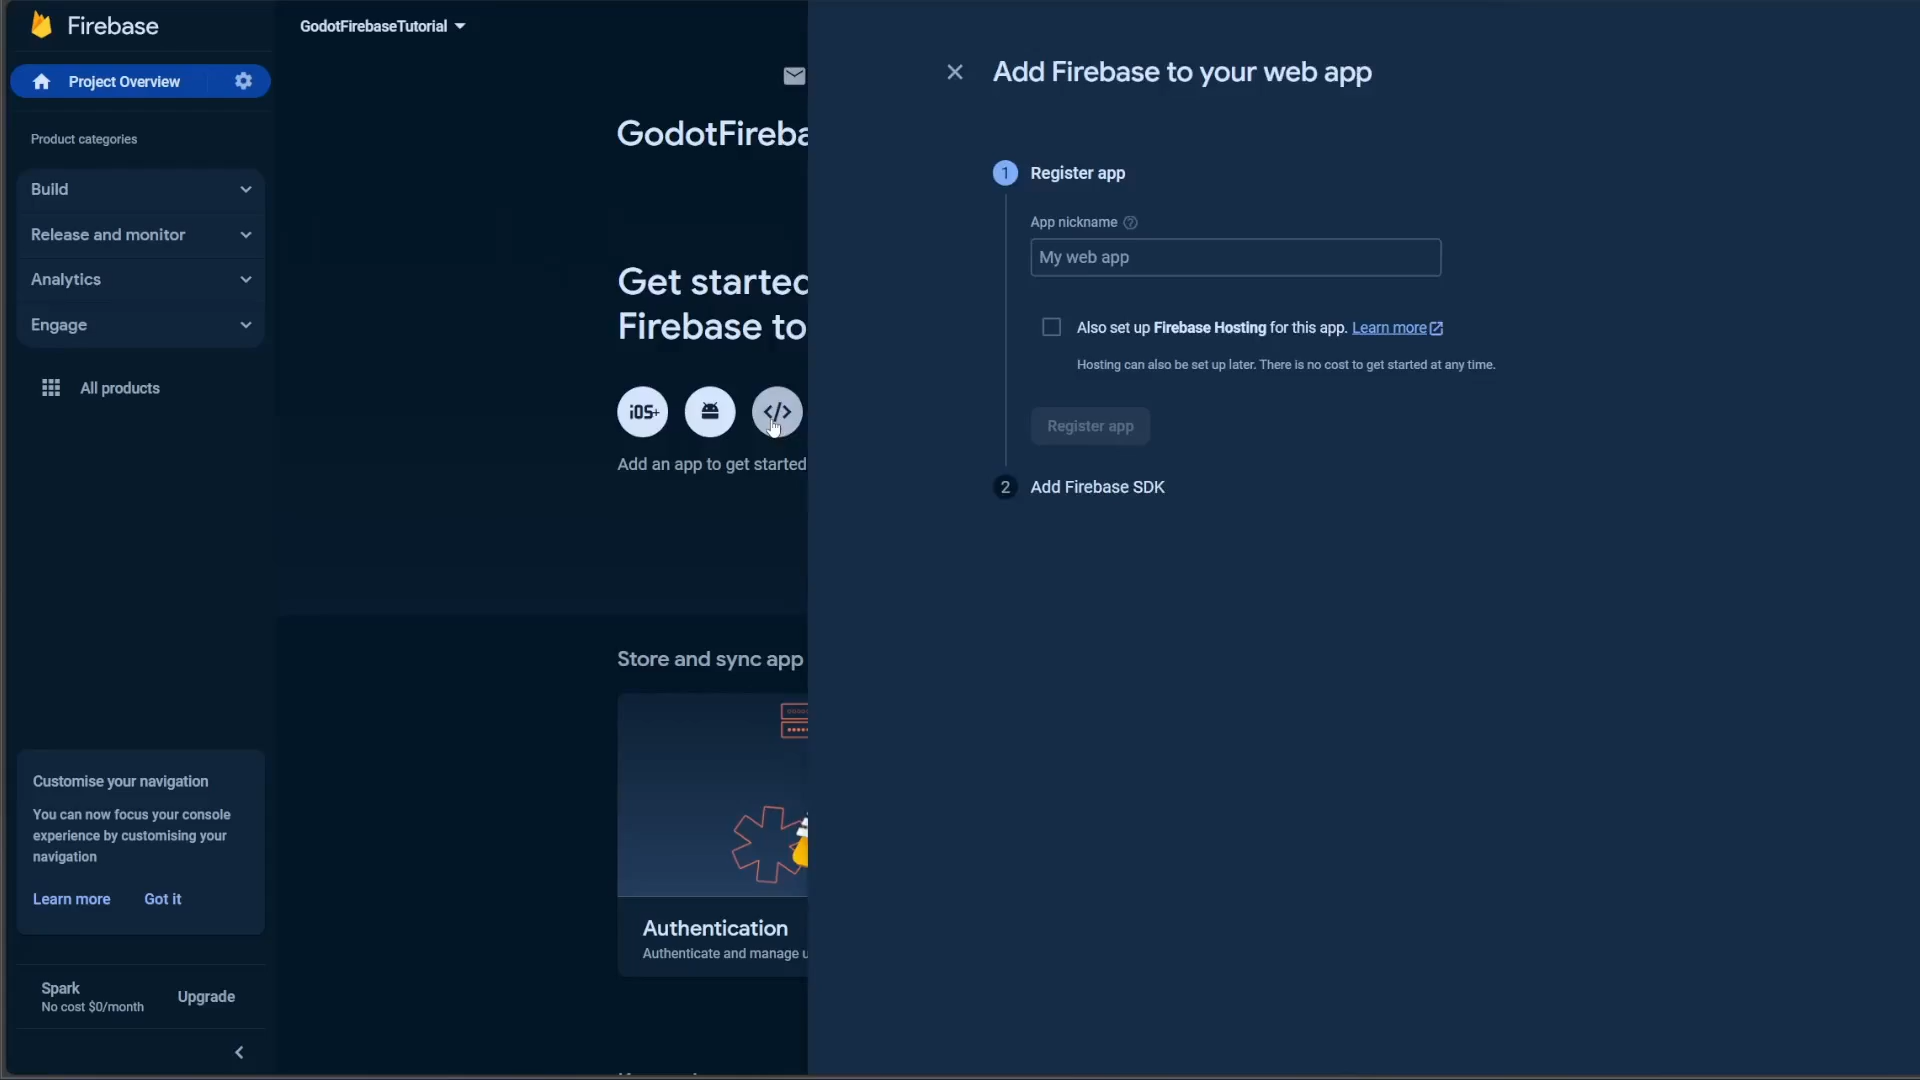 Firebase
Project Overview
Product categories
Build
Release and monitor
Analytics
Engage
All products
Customise your navigation
You can now focus your console
experience by customising your
navigation
Learn more Got it
Spark
No cost $0/month
Upgrade
GodotFirebaseTutorial
GodotFireba
Get started
Firebase to
iOS+
Add an app to get started
Store and sync app
Authentication
Authenticate and manage u
Add Firebase to your web app
1 Register app
App nickname
My web app
Also set up Firebase Hosting for this app. Learn more
Hosting can also be set up later. There is no cost to get started at any time.
Register app
2 Add Firebase SDK